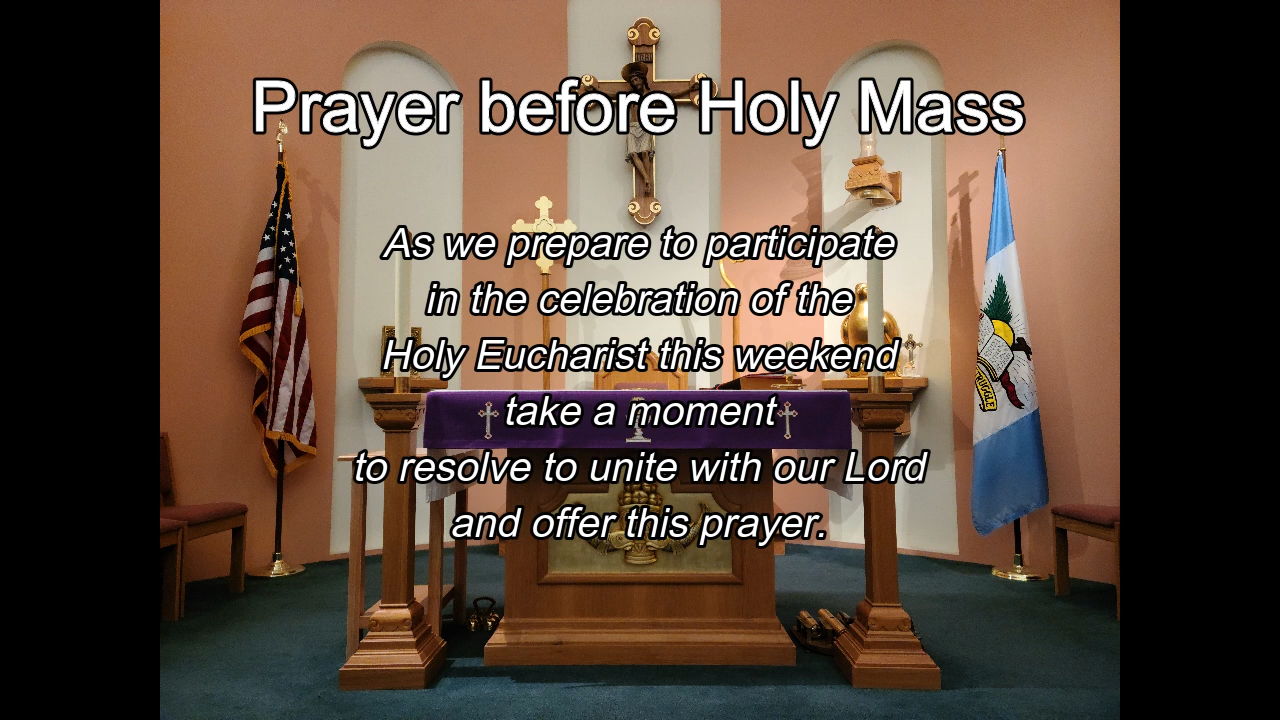 Prayer before Holy Mass
As we prepare to participate
in the celebration of the
Holy Eucharist this weekend
take a moment
to resolve to unite with our Lord
and offer this prayer.